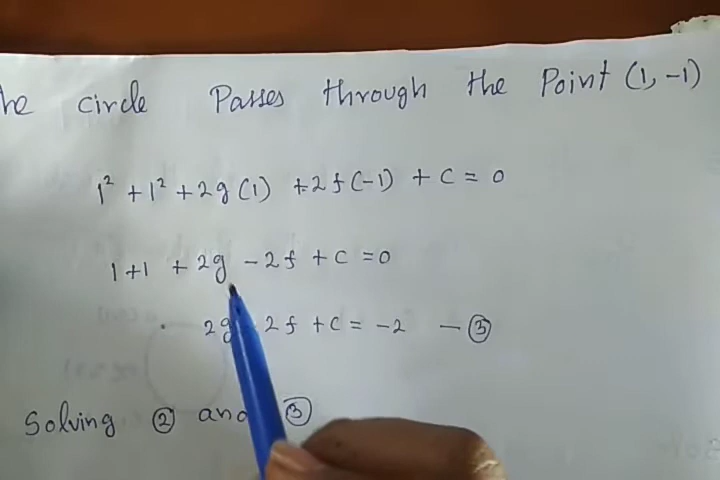 he circle Passes through the Point (1, -1)
1² + 1² + 2g (1) + 2f (-1) + C = 0
1+1 + 2g - 2f + C = 0
2g 2f + C = -2 - ③
Solving ② and ③